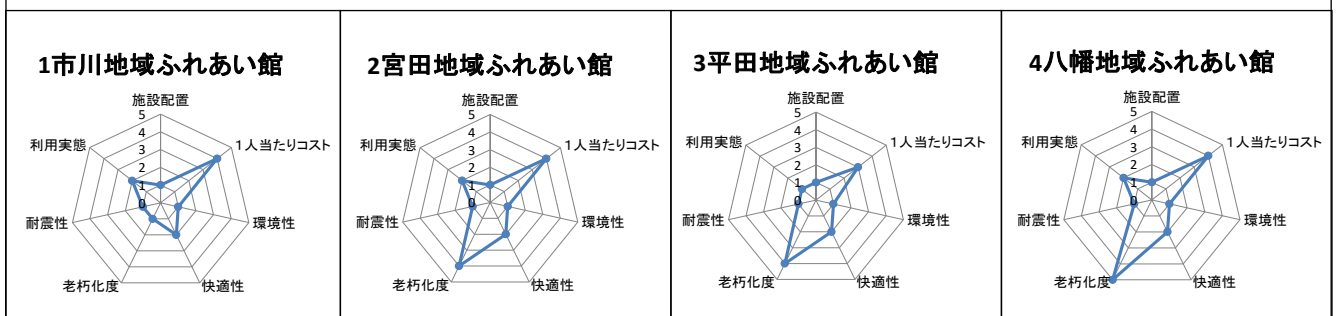 1市川地域ふれあい館
施設配置
5
4
3
2
1
0
1人当たりコスト
環境性
快適性
老朽化度
耐震性
利用実態
2宮田地域ふれあい館
施設配置
5
4
3
2
1
0
1人当たりコスト
環境性
快適性
老朽化度
耐震性
利用実態
3平田地域ふれあい館
施設配置
5
4
3
2
1
0
1人当たりコスト
環境性
快適性
老朽化度
耐震性
利用実態
4八幡地域ふれあい館
施設配置
5
4
3
2
1
0
1人当たりコスト
環境性
快適性
老朽化度
耐震性
利用実態